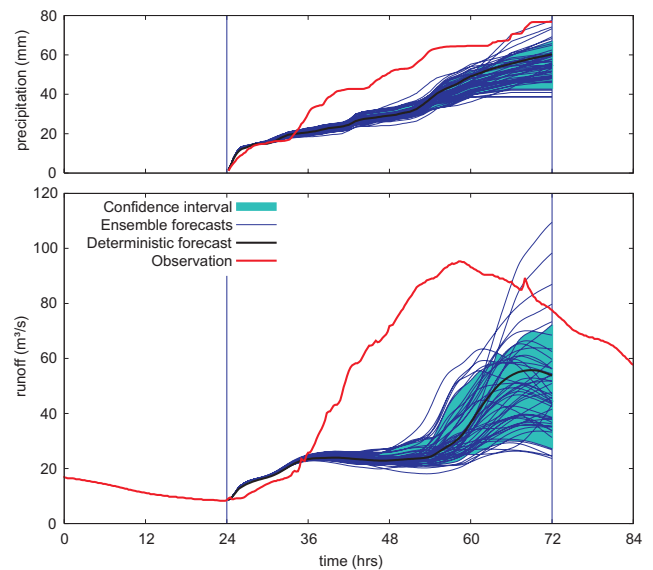 80
60
40
20
0
precipitation (mm)
120
100
80
60
40
20
0
runoff (m³/s)
Confidence interval
Ensemble forecasts
Deterministic forecast
Observation
0 12 24 36 48 60 72 84
time (hrs)